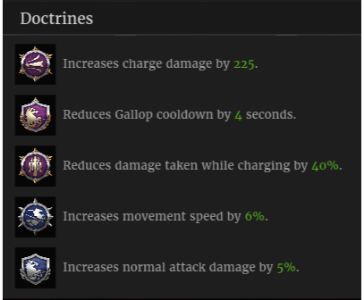 Doctrines
Increases charge damage by 225.
Reduces Gallop cooldown by 4 seconds.
Reduces damage taken while charging by 40%.
Increases movement speed by 6%.
Increases normal attack damage by 5%.